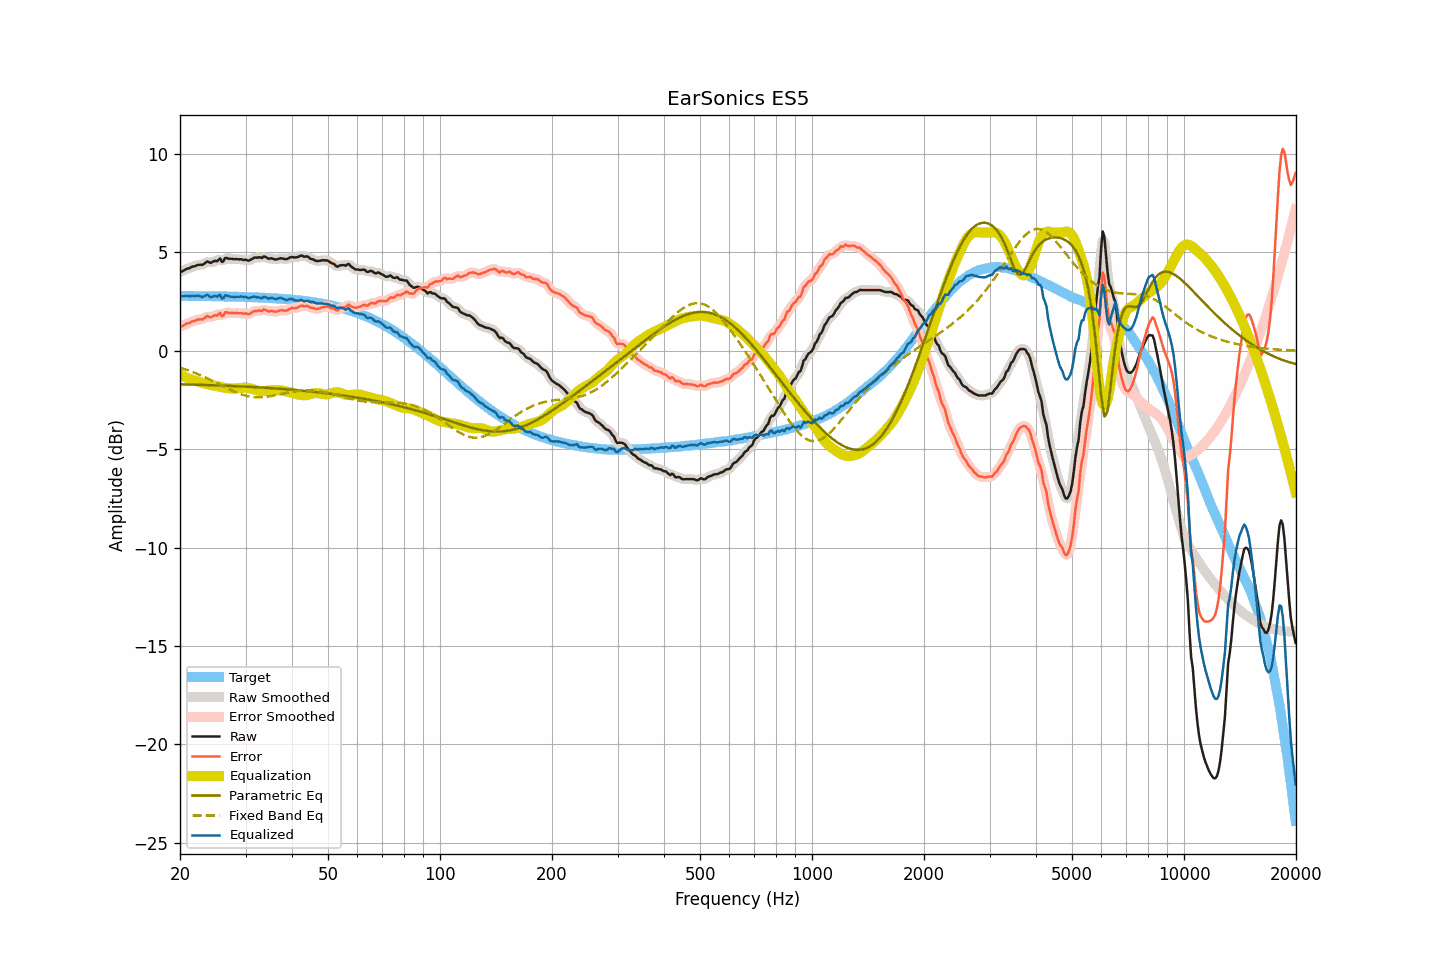 EarSonics ES5
Amplitude (dBr)
10
5
0
−5
−10
−15
−20
−25
Target
Raw Smoothed
Error Smoothed
Raw
Error
Equalization
Parametric Eq
Fixed Band Eq
Equalized
20 50 100 200 500 1000 2000 5000 10000 20000
Frequency (Hz)